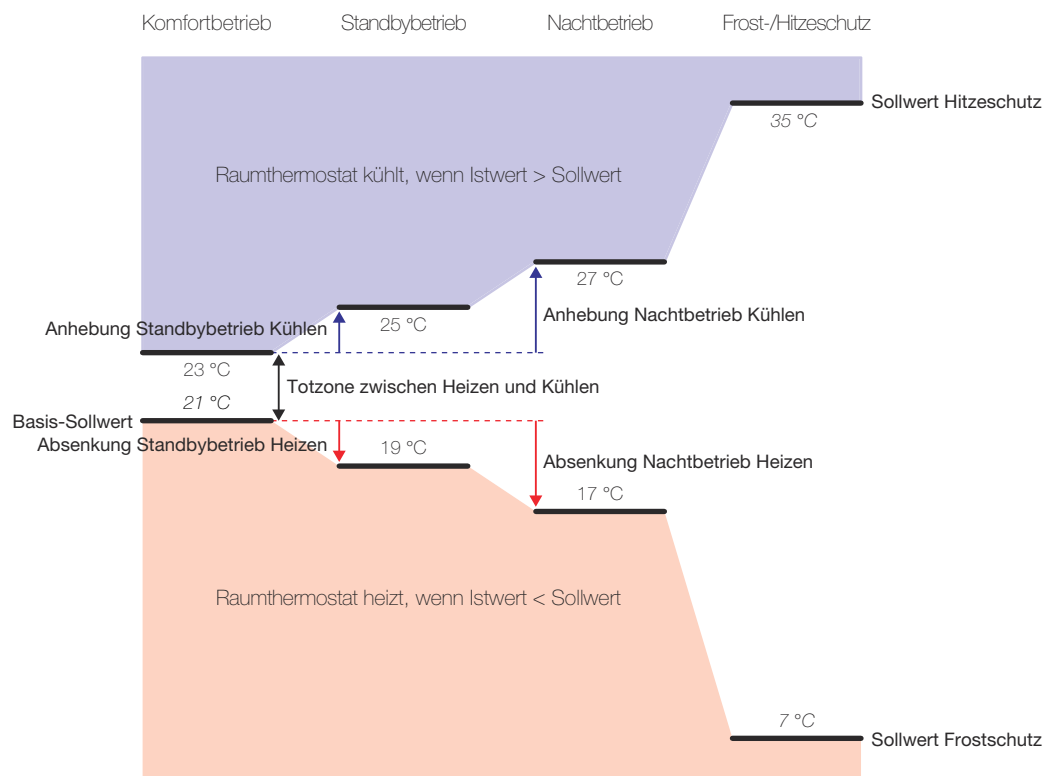 Komfortbetrieb Standbybetrieb Nachtbetrieb Frost-/Hitzeschutz
Sollwert Hitzeschutz
35 °C
Raumthermostat kühlt, wenn Istwert > Sollwert
27 °C
Anhebung Standbybetrieb Kühlen
25 °C
Anhebung Nachtbetrieb Kühlen
23 °C
Totzone zwischen Heizen und Kühlen
21 °C
Basis-Sollwert
Absenkung Standbybetrieb Heizen
19 °C
Absenkung Nachtbetrieb Heizen
17 °C
Raumthermostat heizt, wenn Istwert < Sollwert
7 °C
Sollwert Frostschutz